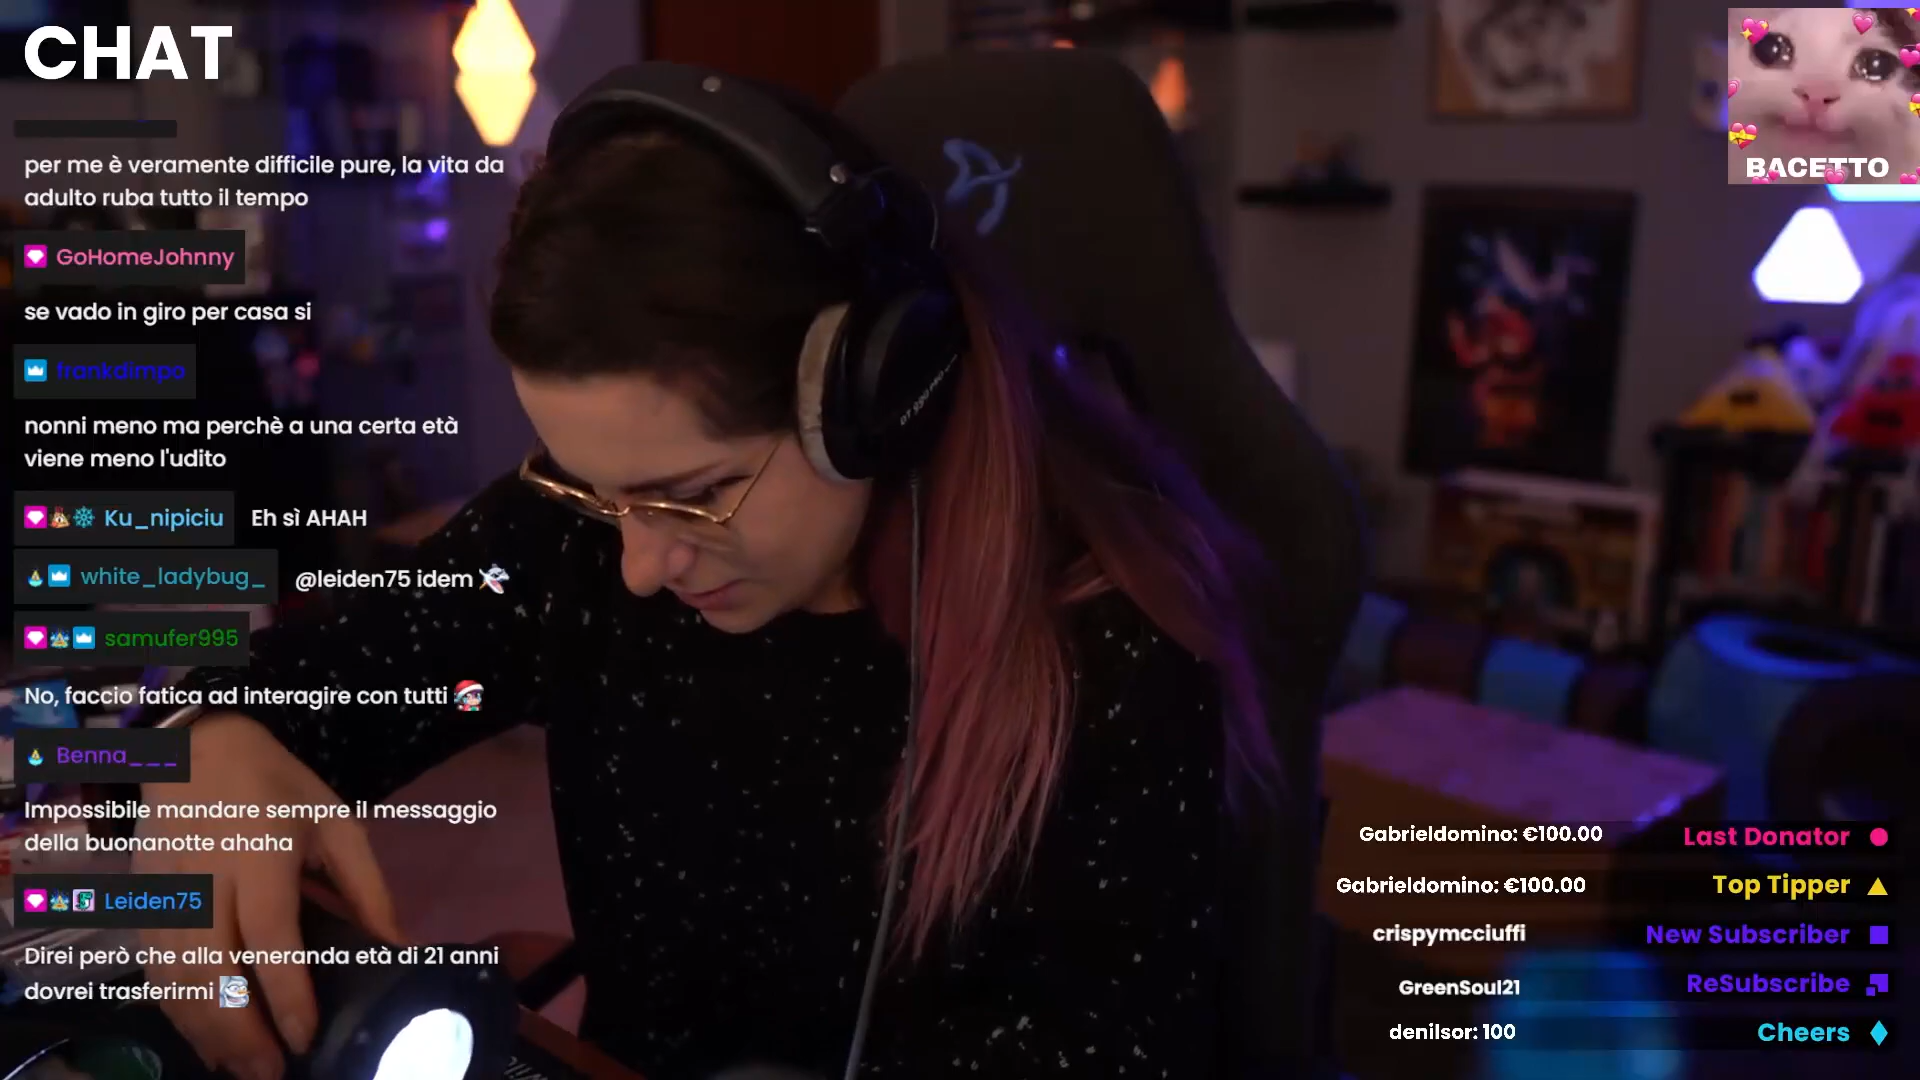 CHAT
per me è veramente difficile pure, la vita da
adulto ruba tutto il tempo
GoHomeJohnny
se vado in giro per casa si
frankdimpo
nonni meno ma perchè a una certa età
viene meno l'udito
Ku_nipiciu Eh sì AHAH
white_ladybug_ @leiden75 idem
samufer995
No, faccio fatica ad interagire con tutti
Benna___
Impossibile mandare sempre il messaggio
della buonanotte ahaha
Leiden75
Direi però che alla veneranda età di 21 anni
dovrei trasferirmi
BACETTO
DT 990 PRO
Gabrieldomino: €100.00 Last Donator
Gabrieldomino: €100.00 Top Tipper
crispymcciuffi New Subscriber
GreenSoul21 ReSubscribe
denilsor: 100 Cheers